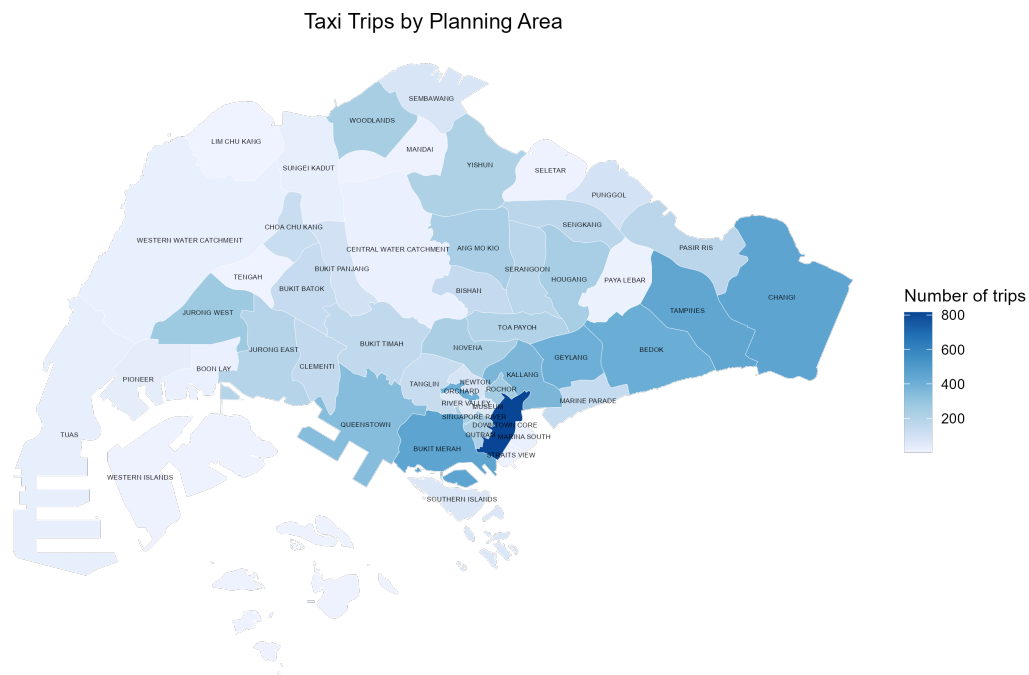 Taxi Trips by Planning Area
SEMBAWANG
WOODLANDS
LIM CHU KANG
MANDAI
YISHUN
SUNGEI KADUT
SELETAR
PUNGGOL
CHOA CHU KANG
SENGKANG
WESTERN WATER CATCHMENT
CENTRAL WATER CATCHMENT
ANG MO KIO
PASIR RIS
BUKIT PANJANG
SERANGOON
TENGAH
HOUGANG
PAYA LEBAR
BUKIT BATOK
BISHAN
CHANGI
Number of trips
JURONG WEST
TAMPINES
800
TOA PAYOH
BUKIT TIMAH
NOVENA
JURONG EAST
BEDOK
600
GEYLANG
CLEMENTI
BOON LAY
KALLANG
PIONEER
TANGLIN
NEWTON
400
ORCHARD
ROCHOR
MARINE PARADE
RIVER VALLEY
MUSEUM
SINGAPORE RIVER
200
QUEENSTOWN
DOWNTOWN CORE
TUAS
OUTRAM
MARINA SOUTH
BUKIT MERAH
STRAITS VIEW
WESTERN ISLANDS
SOUTHERN ISLANDS